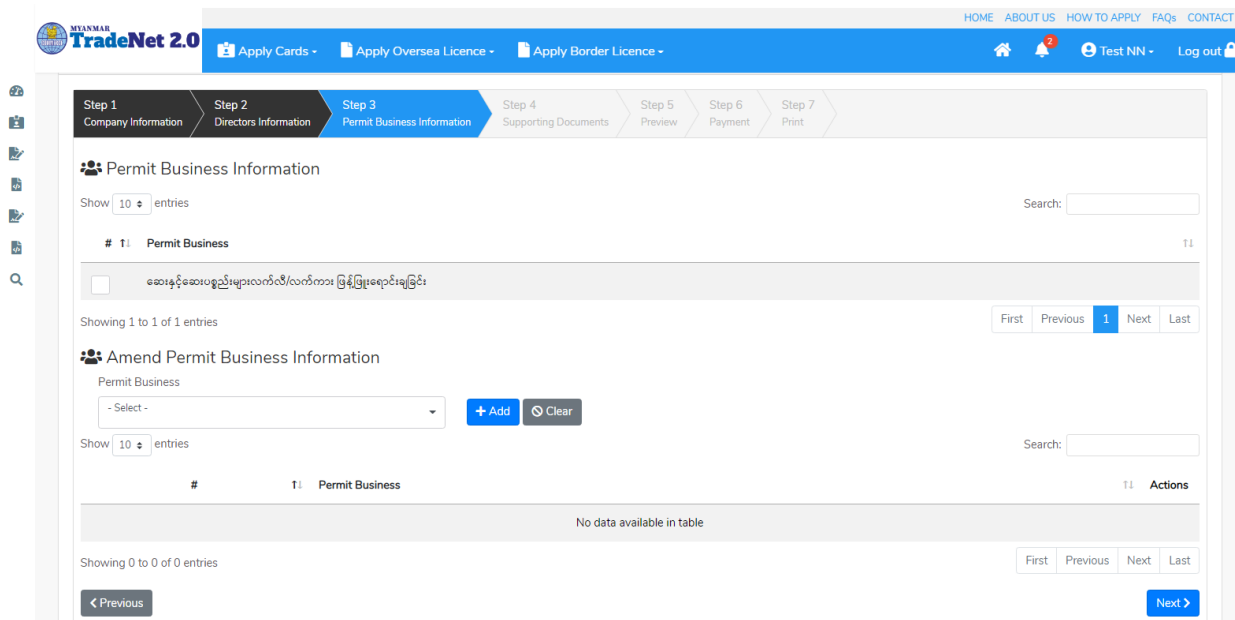 HOME ABOUT US HOW TO APPLY FAQs CONTACT
MYANMAR
TradeNet 2.0
Apply Cards
Apply Oversea Licence
Apply Border Licence
2
Test NN
Log out
Step 1
Company Information
Step 2
Directors Information
Step 3
Permit Business Information
Step 4
Supporting Documents
Step 5
Preview
Step 6
Payment
Step 7
Print
Permit Business Information
Show 10 entries
Search:
# Permit Business
ဆေးနှင့်ဆေးပစ္စည်းများလက်လီ/လက်ကား ဖြန့်ဖြူးရောင်းချခြင်း
Showing 1 to 1 of 1 entries
First Previous 1 Next Last
Amend Permit Business Information
Permit Business
- Select -
+ Add
Clear
Show 10 entries
Search:
# Permit Business Actions
No data available in table
Showing 0 to 0 of 0 entries
First Previous Next Last
Previous
Next